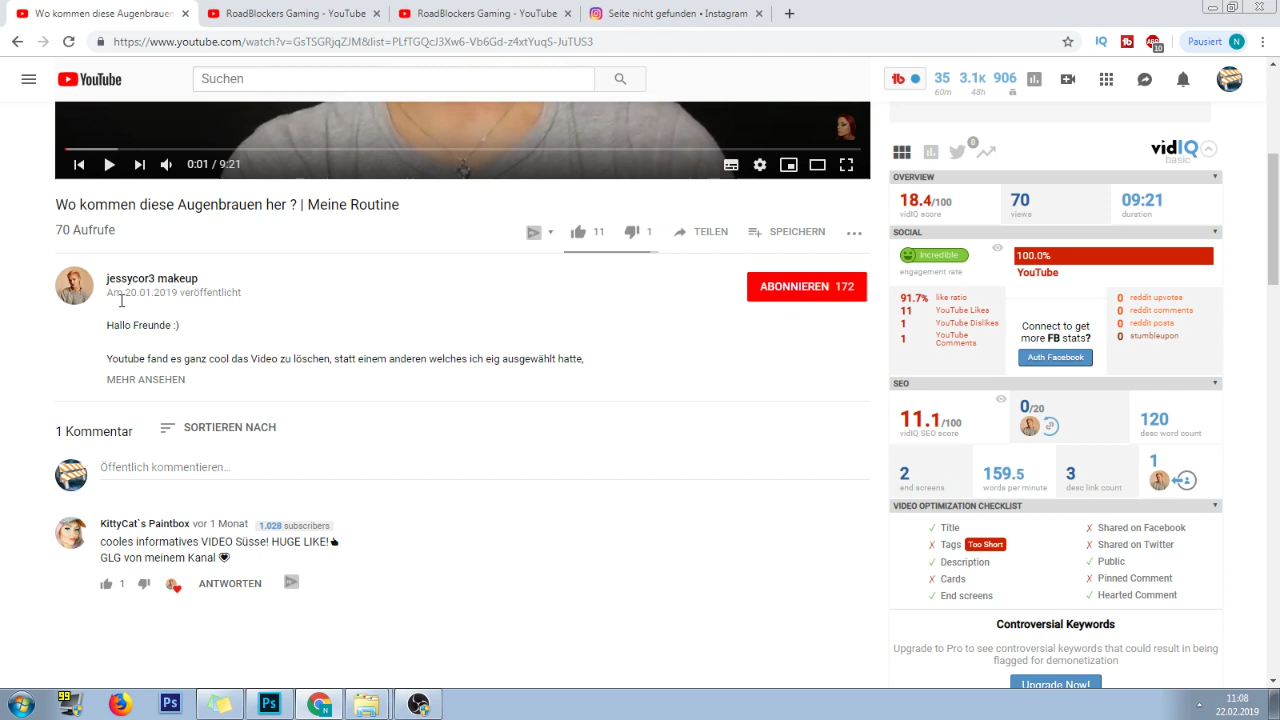 Wo kommen diese Augenbrauen
RoadBlockers Gaming - YouTube
RoadBlockers Gaming - YouTube
Seite nicht gefunden • Instagram
https://www.youtube.com/watch?v=GsTSGRjqZJM&list=PLfTGQcJ3Xw6-Vb6Gd-z4xtYuqS-JuTUS3
IQ
10
Pausiert N
YouTube
Suchen
tb
35 3.1K 906
60m 48h
0:01 / 9:21
Wo kommen diese Augenbrauen her ? | Meine Routine
70 Aufrufe
11
1
TEILEN
SPEICHERN
jessycor3 makeup
Am 20.01.2019 veröffentlicht
ABONNIEREN 172
Hallo Freunde :)
Youtube fand es ganz cool das Video zu löschen, statt einem anderen welches ich eig ausgewählt hatte,
MEHR ANSEHEN
1 Kommentar
SORTIEREN NACH
Öffentlich kommentieren...
KittyCat`s Paintbox vor 1 Monat 1.028 subscribers
cooles informatives VIDEO Süsse! HUGE LIKE!
GLG von meinem Kanal
1
ANTWORTEN
0
vidIQ
basic
OVERVIEW
18.4/100
vidIQ score
70
views
09:21
duration
SOCIAL
Incredible
engagement rate
100.0%
YouTube
91.7% like ratio
11 YouTube Likes
1 YouTube Dislikes
1 YouTube Comments
Connect to get
more FB stats?
Auth Facebook
0 reddit upvotes
0 reddit comments
0 reddit posts
0 stumbleupon
SEO
11.1/100
vidIQ SEO score
0/20
120
desc word count
2
end screens
159.5
words per minute
3
desc link count
1
VIDEO OPTIMIZATION CHECKLIST
✓ Title
✗ Tags Too Short
✓ Description
✗ Cards
✓ End screens
✗ Shared on Facebook
✗ Shared on Twitter
✓ Public
✗ Pinned Comment
✓ Hearted Comment
Controversial Keywords
Upgrade to Pro to see controversial keywords that could result in being
flagged for demonetization
Upgrade Now!
99
Ps
Ps
N
11:08
22.02.2019